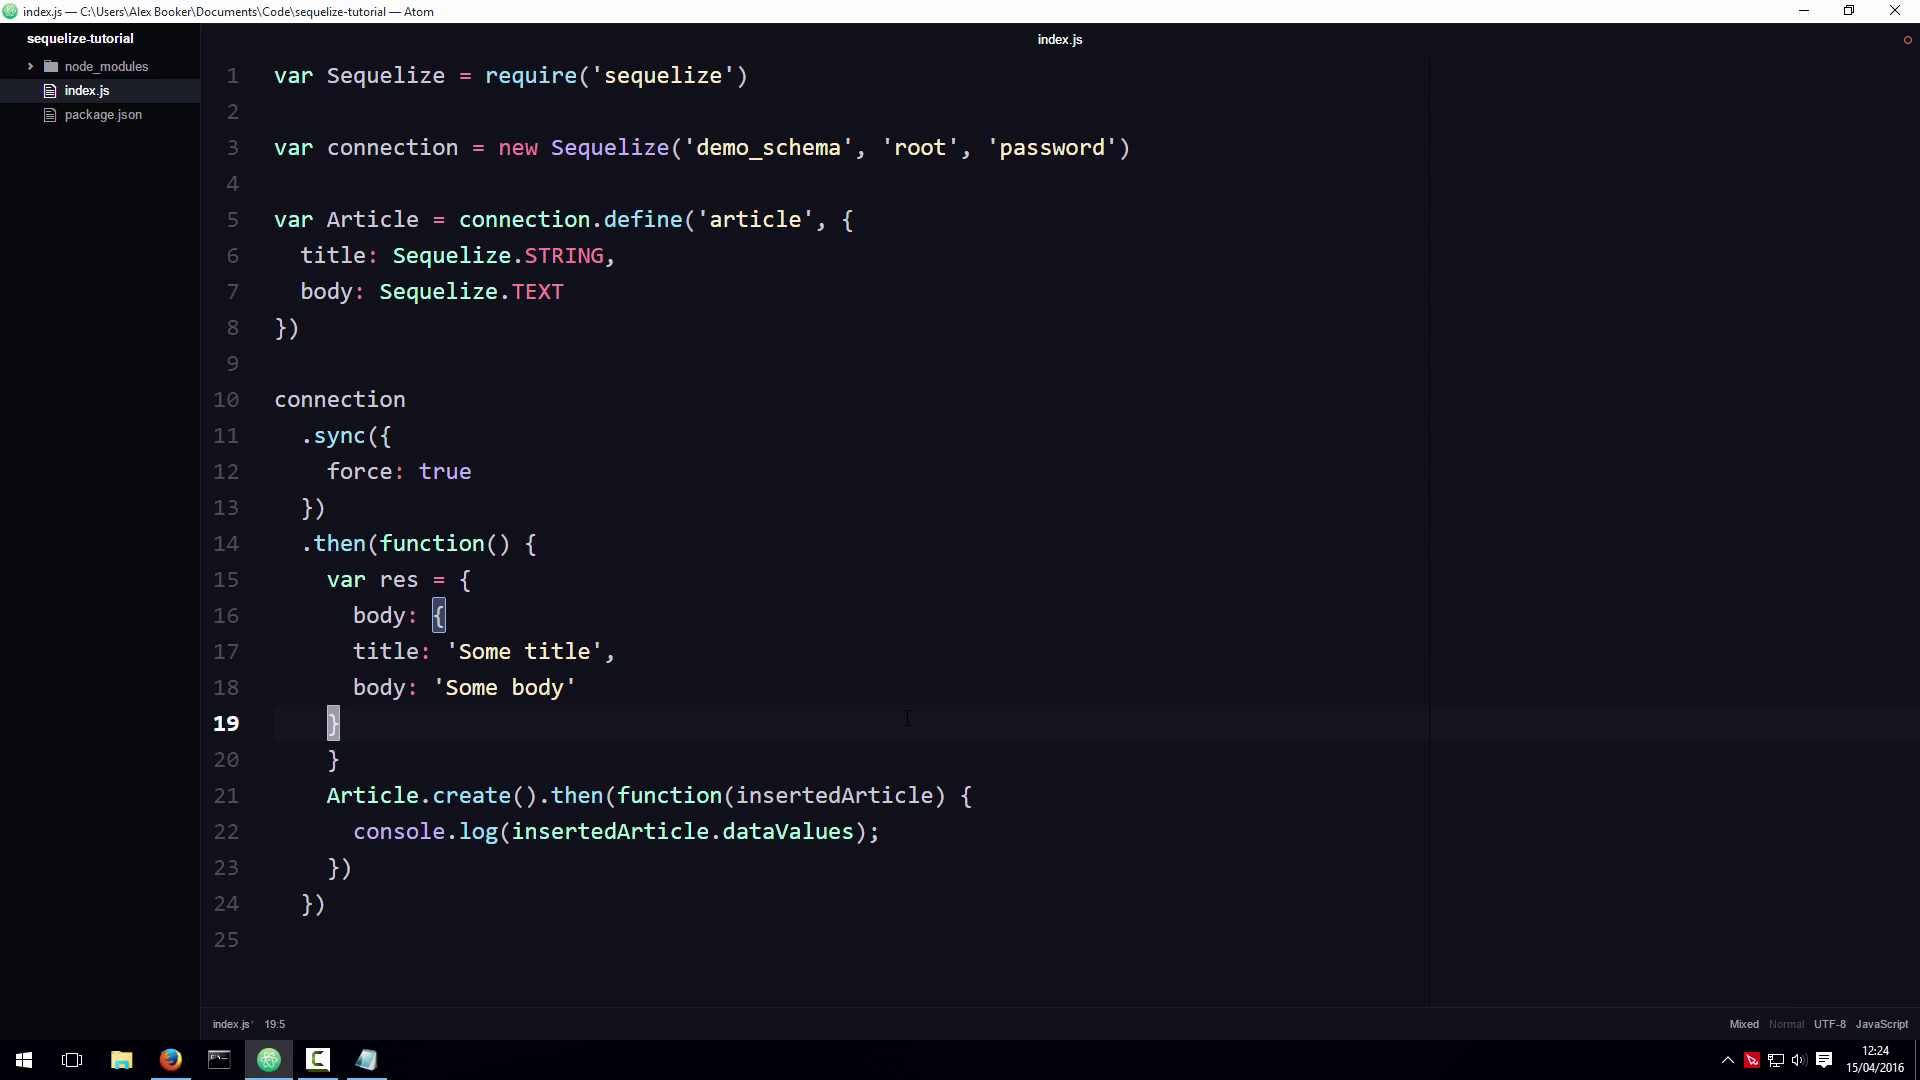 index.js — C:\Users\Alex Booker\Documents\Code\sequelize-tutorial — Atom
sequelize-tutorial
node_modules
index.js
package.json
index.js
1 var Sequelize = require('sequelize')
2
3 var connection = new Sequelize('demo_schema', 'root', 'password')
4
5 var Article = connection.define('article', {
6   title: Sequelize.STRING,
7   body: Sequelize.TEXT
8 })
9
10 connection
11   .sync({
12     force: true
13   })
14   .then(function() {
15     var res = {
16       body: {
17       title: 'Some title',
18       body: 'Some body'
19     }
20     }
21     Article.create().then(function(insertedArticle) {
22       console.log(insertedArticle.dataValues);
23     })
24   })
25
index.js* 19:5
Mixed Normal UTF-8 JavaScript
12:24
15/04/2016